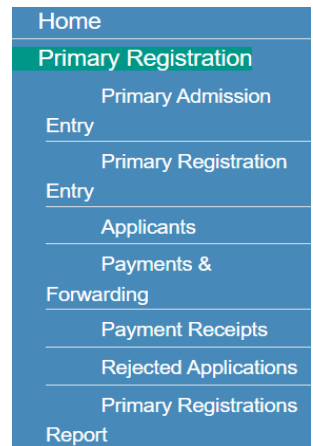 Home
Primary Registration
Primary Admission
Entry
Primary Registration
Entry
Applicants
Payments &
Forwarding
Payment Receipts
Rejected Applications
Primary Registrations
Report